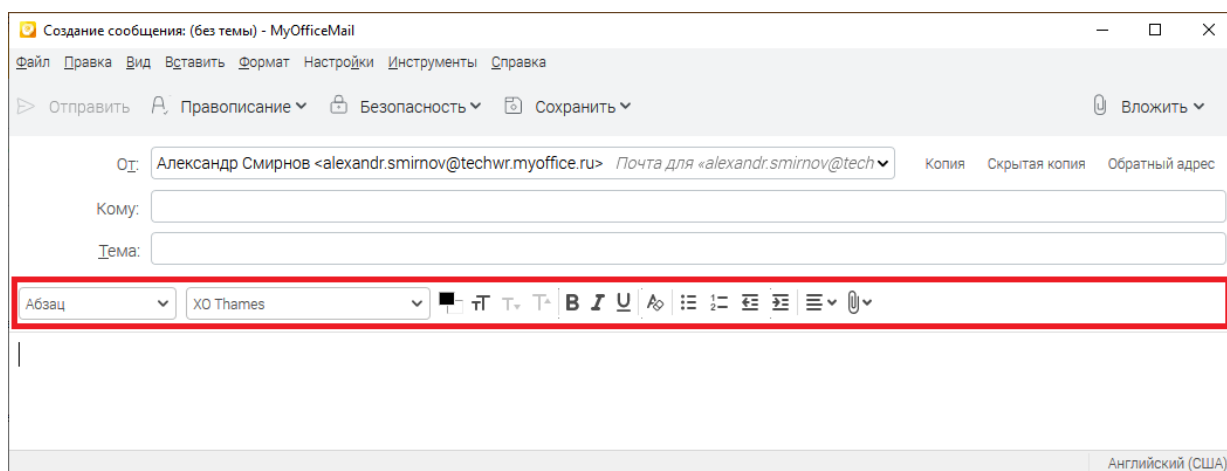 Создание сообщения: (без темы) - MyOfficeMail
Файл Правка Вид Вставить Формат Настройки Инструменты Справка
Отправить Правописание Безопасность Сохранить Вложить
От: Александр Смирнов <alexandr.smirnov@techwr.myoffice.ru> Почта для «alexandr.smirnov@tech Копия Скрытая копия Обратный адрес
Кому:
Тема:
Абзац XO Thames B I U
Английский (США)